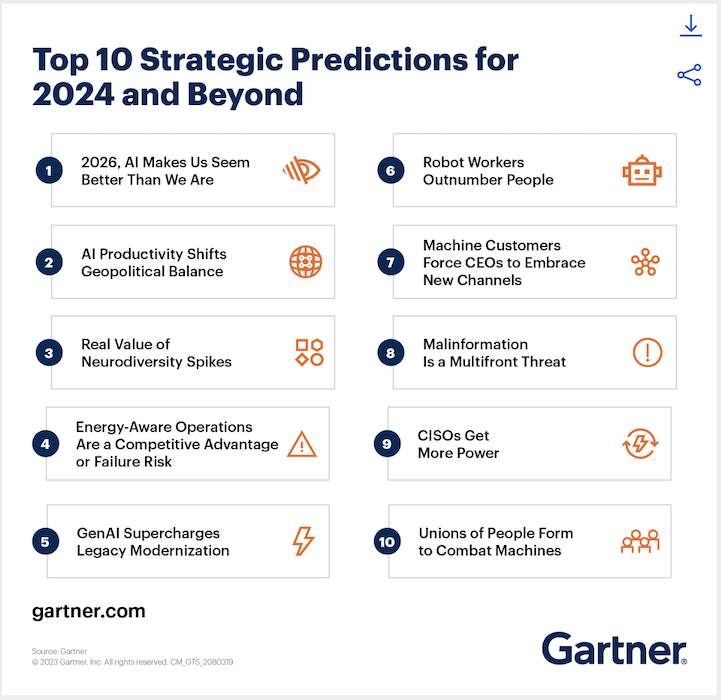 Top 10 Strategic Predictions for
2024 and Beyond
1
2026, AI Makes Us Seem
Better Than We Are
2
AI Productivity Shifts
Geopolitical Balance
3
Real Value of
Neurodiversity Spikes
4
Energy-Aware Operations
Are a Competitive Advantage
or Failure Risk
5
GenAI Supercharges
Legacy Modernization
6
Robot Workers
Outnumber People
7
Machine Customers
Force CEOs to Embrace
New Channels
8
Malinformation
Is a Multifront Threat
9
CISOs Get
More Power
10
Unions of People Form
to Combat Machines
gartner.com
Source: Gartner
© 2023 Gartner, Inc. All rights reserved. CM_GTS_2080319
Gartner®